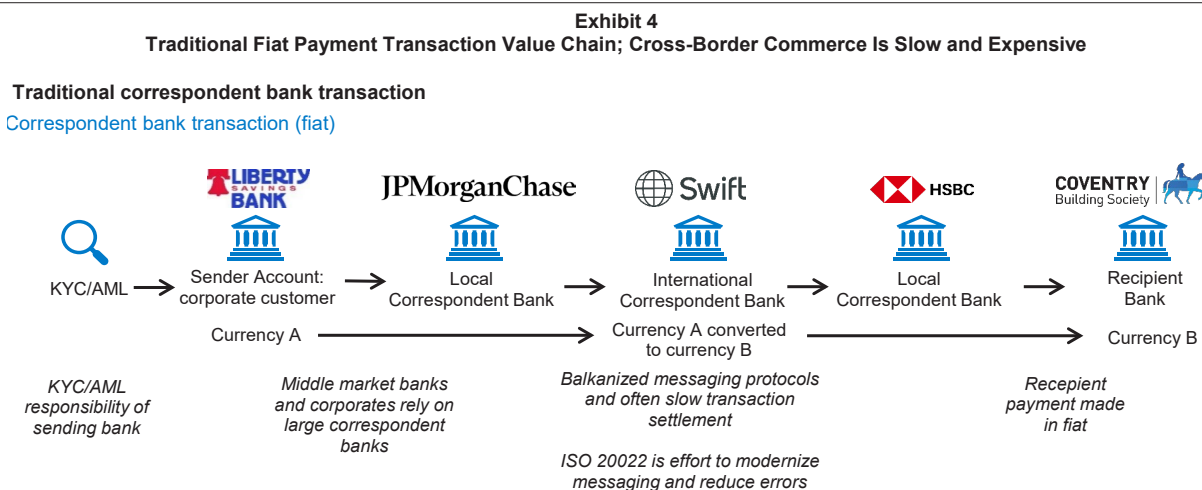 Exhibit 4
Traditional Fiat Payment Transaction Value Chain; Cross-Border Commerce Is Slow and Expensive
Traditional correspondent bank transaction
Correspondent bank transaction (fiat)
LIBERTY
SAVINGS
BANK
JPMorganChase
Swift
HSBC
COVENTRY
Building Society
KYC/AML
Sender Account:
corporate customer
Local
Correspondent Bank
International
Correspondent Bank
Local
Correspondent Bank
Recipient
Bank
Currency A
Currency A converted
to currency B
Currency B
KYC/AML
responsibility of
sending bank
Middle market banks
and corporates rely on
large correspondent
banks
Balkanized messaging protocols
and often slow transaction
settlement
ISO 20022 is effort to modernize
messaging and reduce errors
Recepient
payment made
in fiat